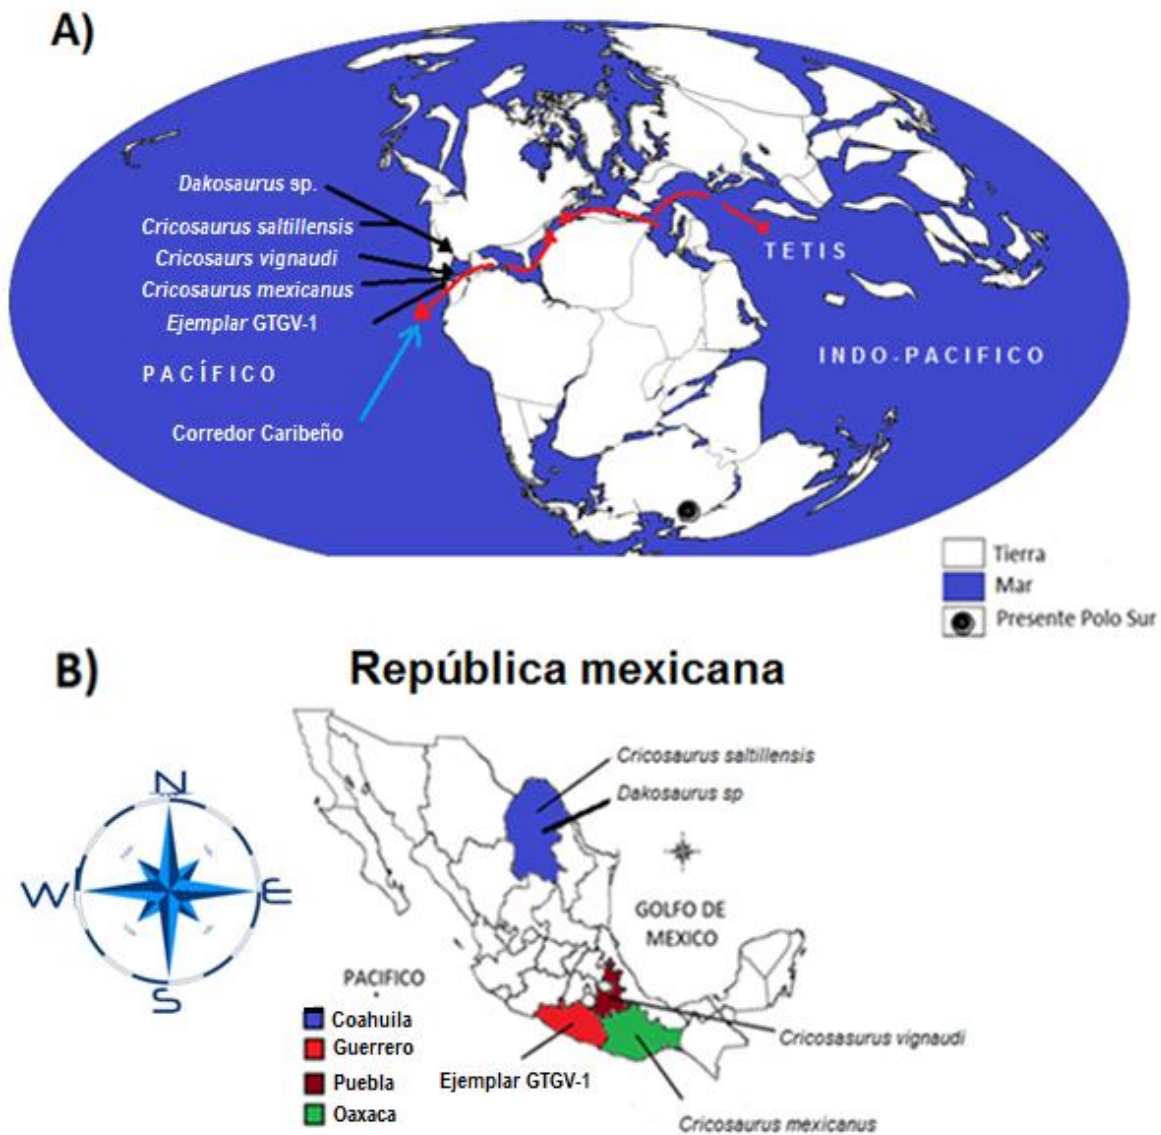 A)
Dakosaurus sp.
Cricosaurus saltillensis
Cricosaurs vignaudi
Cricosaurus mexicanus
Ejemplar GTGV-1
TETIS
INDO-PACIFICO
PACÍFICO
Corredor Caribeño
Tierra
Mar
Presente Polo Sur
B)
República mexicana
N
W
E
S
Cricosaurus saltillensis
Dakosaurus sp
GOLFO DE
MEXICO
PACIFICO
Coahuila
Guerrero
Puebla
Oaxaca
Ejemplar GTGV-1
Cricosasurus vignaudi
Cricosaurus mexicanus